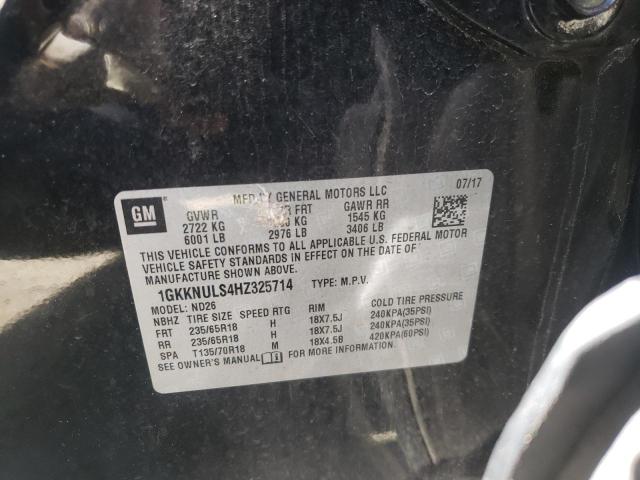 GM
MFD BY GENERAL MOTORS LLC
07/17
GVWR FRT GAWR RR
2722 KG KG 1545 KG
6001 LB 2976 LB 3406 LB
THIS VEHICLE CONFORMS TO ALL APPLICABLE U.S. FEDERAL MOTOR
VEHICLE SAFETY STANDARDS IN EFFECT ON THE DATE OF
MANUFACTURE SHOWN ABOVE.
1GKKNULS4HZ325714 TYPE: M.P.V.
MODEL: ND26
NBHZ TIRE SIZE SPEED RTG RIM COLD TIRE PRESSURE
FRT 235/65R18 H 18X7.5J 240KPA(35PSI)
RR 235/65R18 H 18X7.5J 240KPA(35PSI)
SPA T135/70R18 M 18X4.5B 420KPA(60PSI)
SEE OWNER'S MANUAL FOR MORE INFORMATION.